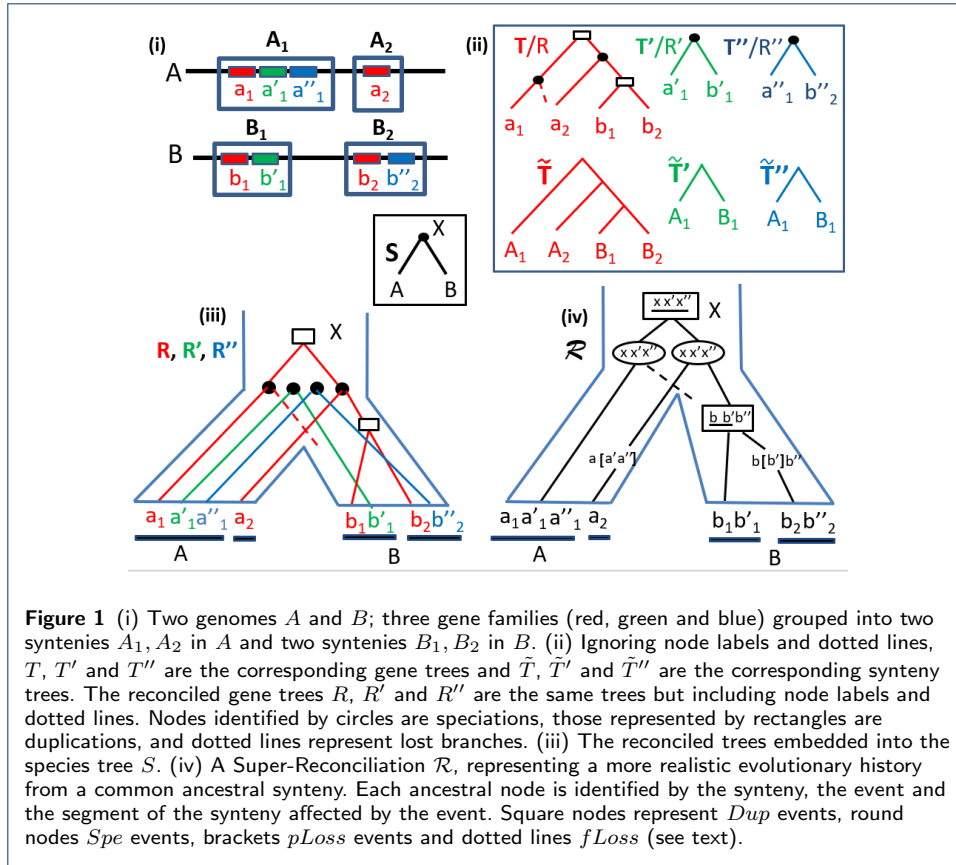 (i)
A₁ A₂
A
a₁ a'₁ a''₁ a₂
B₁ B₂
B
b₁ b'₁ b₂ b''₂
S X
A B
(ii)
T/R T'/R' T''/R''
a'₁ b'₁ a''₁ b''₂
a₁ a₂ b₁ b₂
T̃ T̃' T̃''
A₁ B₁ A₁ B₁
A₁ A₂ B₁ B₂
(iii) X
R, R', R''
a₁ a'₁ a''₁ a₂ b₁ b'₁ b₂ b''₂
A B
(iv) x x'x'' X
ℛ x x'x'' x x'x''
b b'b''
a [a'a''] b[b']b''
a₁a'₁a''₁ a₂ b₁b'₁ b₂b''₂
A B
Figure 1 (i) Two genomes A and B; three gene families (red, green and blue) grouped into two
syntenies A₁, A₂ in A and two syntenies B₁, B₂ in B. (ii) Ignoring node labels and dotted lines,
T, T′ and T′′ are the corresponding gene trees and T̃, T̃′ and T̃′′ are the corresponding synteny
trees. The reconciled gene trees R, R′ and R′′ are the same trees but including node labels and
dotted lines. Nodes identified by circles are speciations, those represented by rectangles are
duplications, and dotted lines represent lost branches. (iii) The reconciled trees embedded into the
species tree S. (iv) A Super-Reconciliation ℛ, representing a more realistic evolutionary history
from a common ancestral synteny. Each ancestral node is identified by the synteny, the event and
the segment of the synteny affected by the event. Square nodes represent Dup events, round
nodes Spe events, brackets pLoss events and dotted lines fLoss (see text).